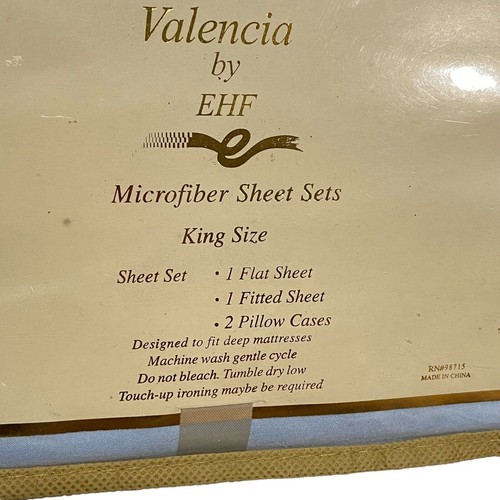 Valencia
by
EHF
Microfiber Sheet Sets
King Size
Sheet Set • 1 Flat Sheet
• 1 Fitted Sheet
• 2 Pillow Cases
Designed to fit deep mattresses
Machine wash gentle cycle
Do not bleach. Tumble dry low
Touch-up ironing maybe be required
RN#98715
MADE IN CHINA